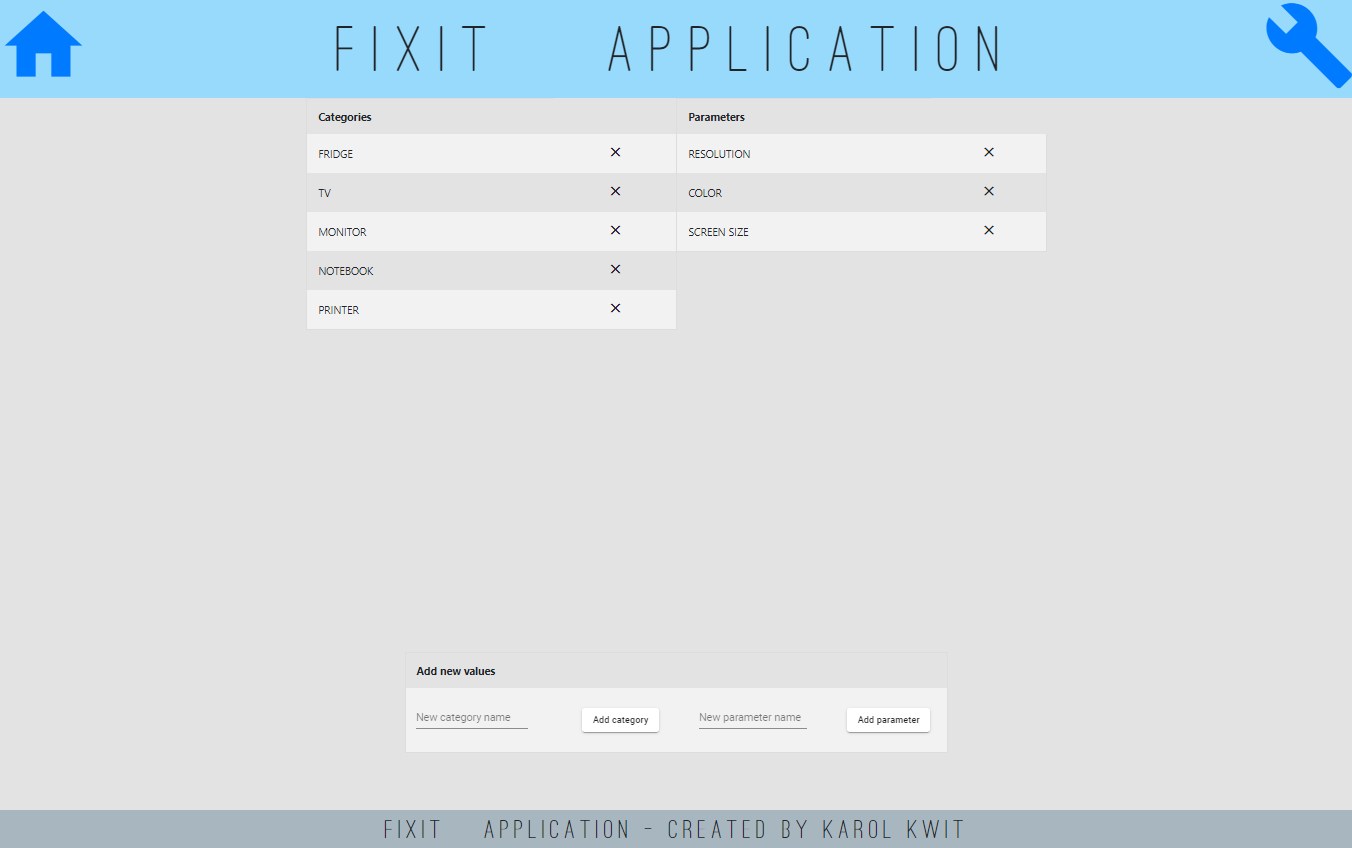 FIXIT APPLICATION
Categories
Parameters
FRIDGE
RESOLUTION
TV
COLOR
MONITOR
SCREEN SIZE
NOTEBOOK
PRINTER
Add new values
New category name
Add category
New parameter name
Add parameter
FIXIT APPLICATION - CREATED BY KAROL KWIT